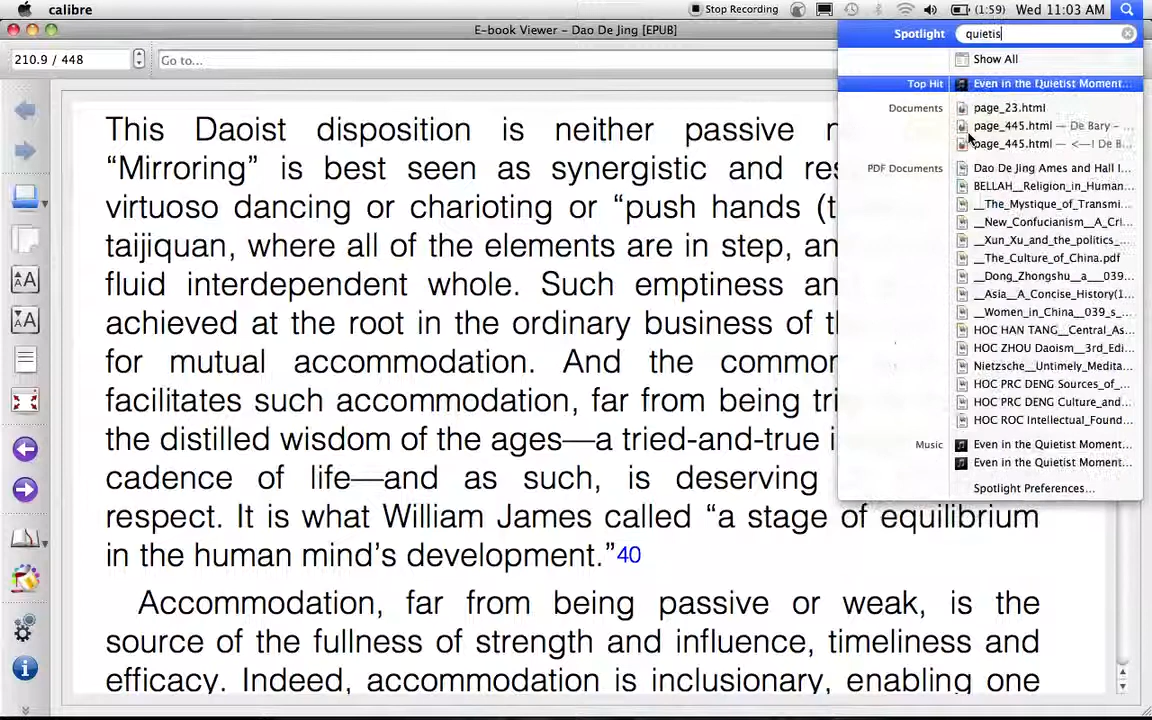 calibre
Stop Recording
(1:59)
Wed 11:03 AM
E-book Viewer - Dao De Jing [EPUB]
210.9 / 448
Go to...
Spotlight
quietis
Show All
Top Hit
Even in the Quietist Moment...
Documents
page_23.html
page_445.html — De Bary – ...
page_445.html — <—! De B...
PDF Documents
Dao De Jing Ames and Hall I...
BELLAH__Religion_in_Human...
__The_Mystique_of_Transmi...
__New_Confucianism__A_Cri...
__Xun_Xu_and_the_politics_...
__The_Culture_of_China.pdf
__Dong_Zhongshu__a__039...
__Asia__A_Concise_History(1...
__Women_in_China__039_s_...
HOC HAN TANG__Central_As...
HOC ZHOU Daoism__3rd_Edi...
Nietzsche__Untimely_Medita...
HOC PRC DENG Sources_of_...
HOC PRC DENG Culture_and...
HOC ROC Intellectual_Found...
Music
Even in the Quietist Moment...
Even in the Quietist Moment...
Spotlight Preferences...
This Daoist disposition is neither passive
“Mirroring” is best seen as synergistic and
virtuoso dancing or charioting or “push hands
taijiquan, where all of the elements are in step,
fluid interdependent whole. Such emptiness
achieved at the root in the ordinary business of
for mutual accommodation. And the common
facilitates such accommodation, far from being
the distilled wisdom of the ages—a tried-and-true
cadence of life—and as such, is deserving
respect. It is what William James called “a stage of equilibrium
in the human mind’s development.”40
Accommodation, far from being passive or weak, is the
source of the fullness of strength and influence, timeliness and
efficacy. Indeed, accommodation is inclusionary, enabling one